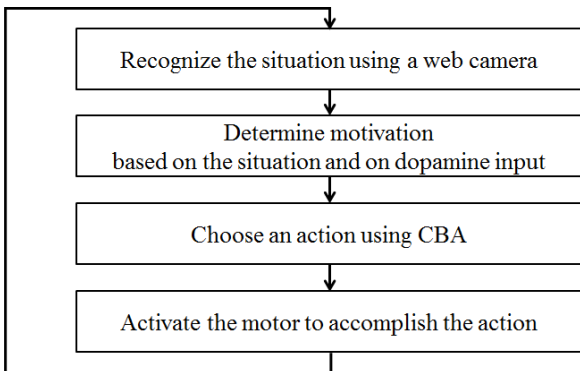 Recognize the situation using a web camera
Determine motivation
based on the situation and on dopamine input
Choose an action using CBA
Activate the motor to accomplish the action